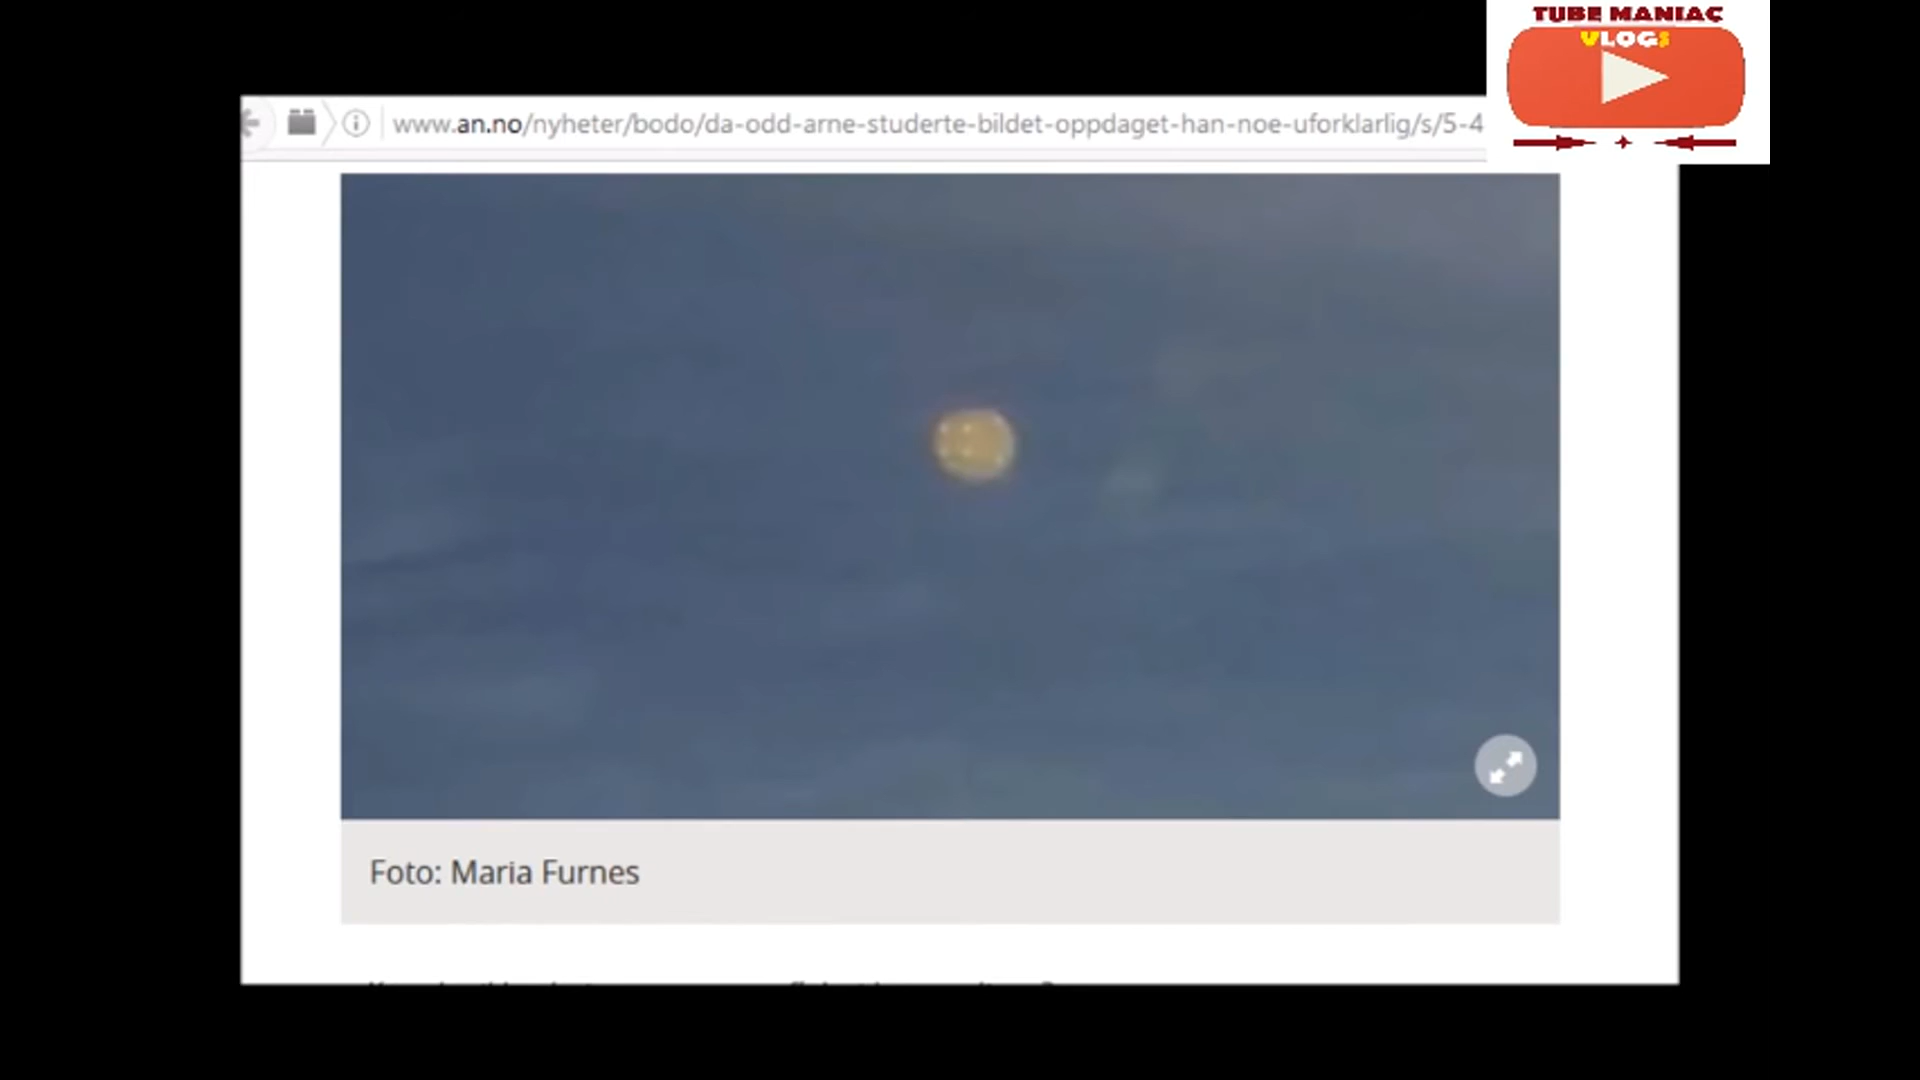 TUBE MANIAC
VLOGS
www.an.no/nyheter/bodo/da-odd-arne-studerte-bildet-oppdaget-han-noe-uforklarlig/s/5-4
Foto: Maria Furnes